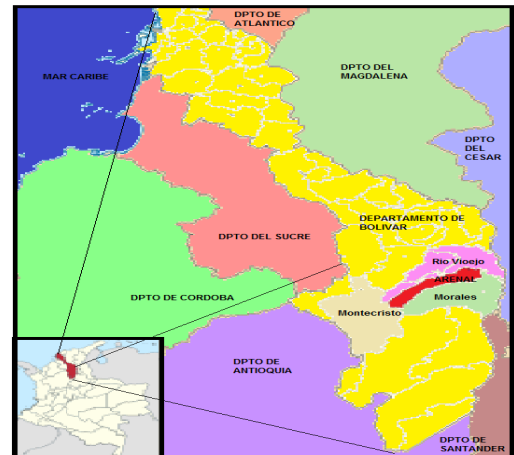 DPTO DE
ATLANTICO
MAR CARIBE
DPTO DEL
MAGDALENA
DPTO
DEL
CESAR
DEPARTAMENTO DE
BOLIVAR
DPTO DEL SUCRE
Rio Vioejo
ARENAL
DPTO DE CORDOBA
Morales
Montecristo
DPTO DE
ANTIOQUIA
DPTO DE
SANTANDER